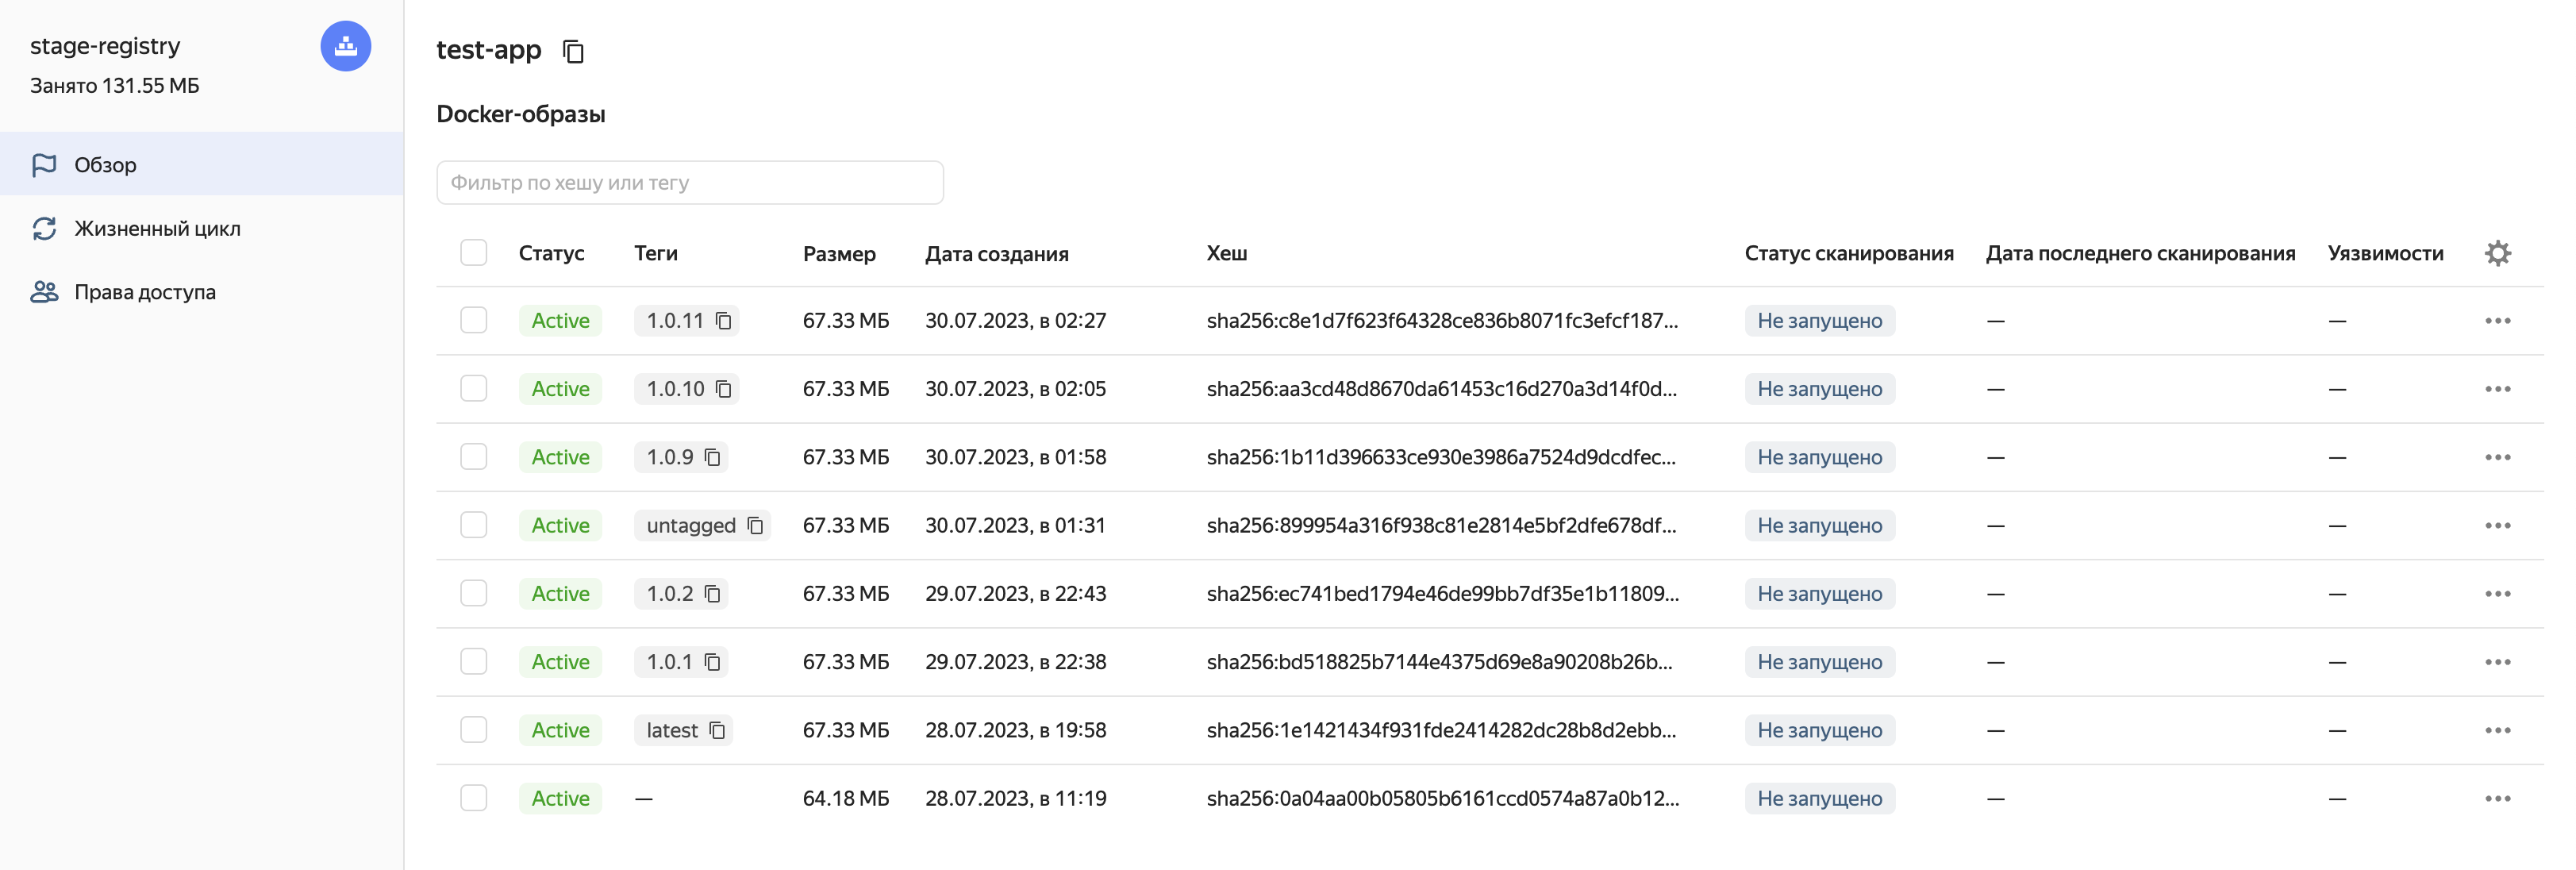 stage-registry
Занято 131.55 МБ
Обзор
Жизненный цикл
Права доступа
test-app
Docker-образы
Фильтр по хешу или тегу
Статус Теги Размер Дата создания Хеш Статус сканирования Дата последнего сканирования Уязвимости
Active 1.0.11 67.33 МБ 30.07.2023, в 02:27 sha256:c8e1d7f623f64328ce836b8071fc3efcf187... Не запущено — —
Active 1.0.10 67.33 МБ 30.07.2023, в 02:05 sha256:aa3cd48d8670da61453c16d270a3d14f0d... Не запущено — —
Active 1.0.9 67.33 МБ 30.07.2023, в 01:58 sha256:1b11d396633ce930e3986a7524d9dcdfec... Не запущено — —
Active untagged 67.33 МБ 30.07.2023, в 01:31 sha256:899954a316f938c81e2814e5bf2dfe678df... Не запущено — —
Active 1.0.2 67.33 МБ 29.07.2023, в 22:43 sha256:ec741bed1794e46de99bb7df35e1b11809... Не запущено — —
Active 1.0.1 67.33 МБ 29.07.2023, в 22:38 sha256:bd518825b7144e4375d69e8a90208b26b... Не запущено — —
Active latest 67.33 МБ 28.07.2023, в 19:58 sha256:1e1421434f931fde2414282dc28b8d2ebb... Не запущено — —
Active — 64.18 МБ 28.07.2023, в 11:19 sha256:0a04aa00b05805b6161ccd0574a87a0b12... Не запущено — —